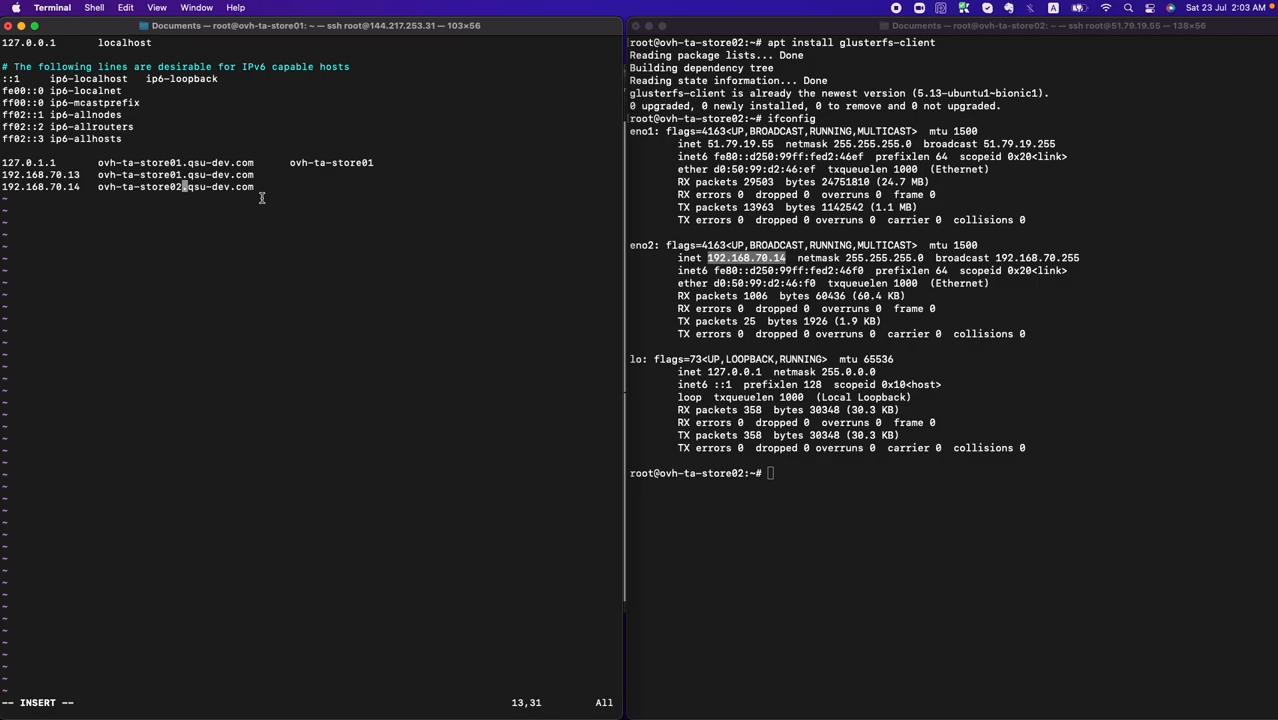 Terminal Shell Edit View Window Help A Sat 23 Jul 2:03 AM
Documents — root@ovh-ta-store01: ~ — ssh root@144.217.253.31 — 103×56
127.0.0.1 localhost
# The following lines are desirable for IPv6 capable hosts
::1 ip6-localhost ip6-loopback
fe00::0 ip6-localnet
ff00::0 ip6-mcastprefix
ff02::1 ip6-allnodes
ff02::2 ip6-allrouters
ff02::3 ip6-allhosts
127.0.1.1 ovh-ta-store01.qsu-dev.com ovh-ta-store01
192.168.70.13 ovh-ta-store01.qsu-dev.com
192.168.70.14 ovh-ta-store02.qsu-dev.com
-- INSERT -- 13,31 All
Documents — root@ovh-ta-store02: ~ — ssh root@51.79.19.55 — 138×56
root@ovh-ta-store02:~# apt install glusterfs-client
Reading package lists... Done
Building dependency tree
Reading state information... Done
glusterfs-client is already the newest version (5.13-ubuntu1~bionic1).
0 upgraded, 0 newly installed, 0 to remove and 0 not upgraded.
root@ovh-ta-store02:~# ifconfig
eno1: flags=4163<UP,BROADCAST,RUNNING,MULTICAST> mtu 1500
inet 51.79.19.55 netmask 255.255.255.0 broadcast 51.79.19.255
inet6 fe80::d250:99ff:fed2:46ef prefixlen 64 scopeid 0x20<link>
ether d0:50:99:d2:46:ef txqueuelen 1000 (Ethernet)
RX packets 29503 bytes 24751810 (24.7 MB)
RX errors 0 dropped 0 overruns 0 frame 0
TX packets 13963 bytes 1142542 (1.1 MB)
TX errors 0 dropped 0 overruns 0 carrier 0 collisions 0
eno2: flags=4163<UP,BROADCAST,RUNNING,MULTICAST> mtu 1500
inet 192.168.70.14 netmask 255.255.255.0 broadcast 192.168.70.255
inet6 fe80::d250:99ff:fed2:46f0 prefixlen 64 scopeid 0x20<link>
ether d0:50:99:d2:46:f0 txqueuelen 1000 (Ethernet)
RX packets 1006 bytes 60436 (60.4 KB)
RX errors 0 dropped 0 overruns 0 frame 0
TX packets 25 bytes 1926 (1.9 KB)
TX errors 0 dropped 0 overruns 0 carrier 0 collisions 0
lo: flags=73<UP,LOOPBACK,RUNNING> mtu 65536
inet 127.0.0.1 netmask 255.0.0.0
inet6 ::1 prefixlen 128 scopeid 0x10<host>
loop txqueuelen 1000 (Local Loopback)
RX packets 358 bytes 30348 (30.3 KB)
RX errors 0 dropped 0 overruns 0 frame 0
TX packets 358 bytes 30348 (30.3 KB)
TX errors 0 dropped 0 overruns 0 carrier 0 collisions 0
root@ovh-ta-store02:~#